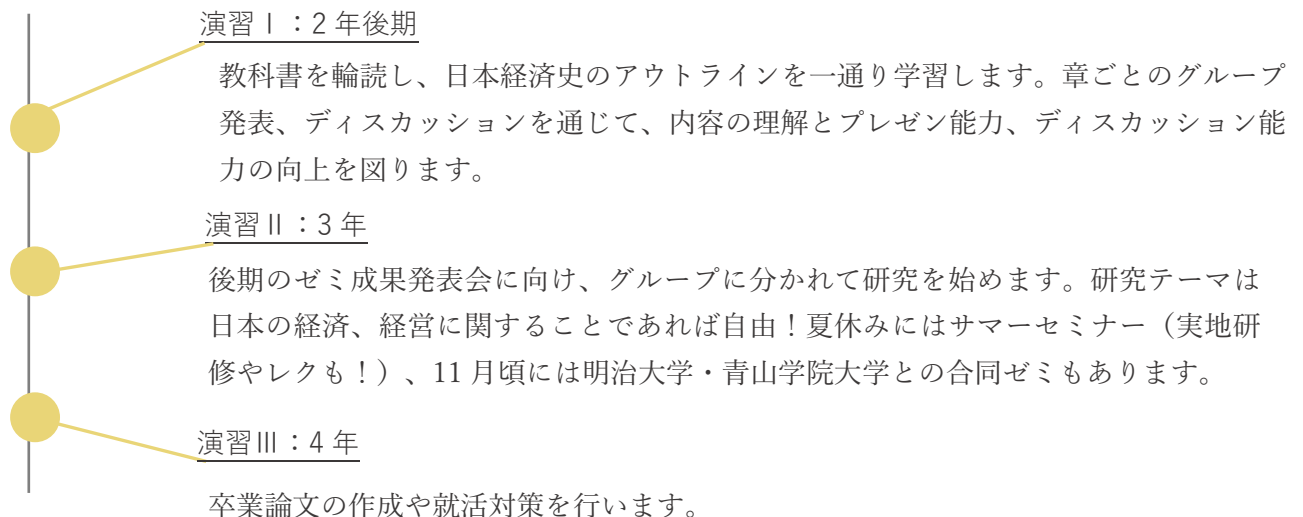 演習Ⅰ：2 年後期
教科書を輪読し、日本経済史のアウトラインを一通り学習します。章ごとのグループ
発表、ディスカッションを通じて、内容の理解とプレゼン能力、ディスカッション能
力の向上を図ります。
演習Ⅱ：3 年
後期のゼミ成果発表会に向け、グループに分かれて研究を始めます。研究テーマは
日本の経済、経営に関することであれば自由！夏休みにはサマーセミナー（実地研
修やレクも！）、11 月頃には明治大学・青山学院大学との合同ゼミもあります。
演習Ⅲ：4 年
卒業論文の作成や就活対策を行います。